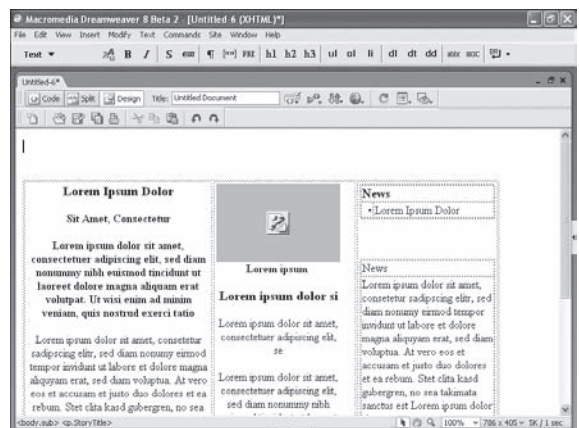 Macromedia Dreamweaver 8 Beta 2 - [Untitled-6 (XHTML)*]
File Edit View Insert Modify Text Commands Site Window Help
Text B I S em ¶ [""] PRE h1 h2 h3 ul ol li dl dt dd
Untitled-6*
Code Split Design Title: Untitled Document
Lorem Ipsum Dolor
Sit Amet, Consectetur
Lorem ipsum dolor sit amet,
consectetuer adipiscing elit, sed diam
nonummy nibh euismod tincidunt ut
laoreet dolore magna aliquam erat
volutpat. Ut wisi enim ad minim
veniam, quis nostrud exerci tatio
Lorem ipsum dolor sit amet, consetetur
sadipscing elitr, sed diam nonumy eirmod
tempor invidunt ut labore et dolore magna
aliquyam erat, sed diam voluptua. At vero
eos et accusam et justo duo dolores et ea
rebum. Stet clita kasd gubergren, no sea
Lorem ipsum
Lorem ipsum dolor si
Lorem ipsum dolor sit amet,
consectetuer adipiscing elit,
se
Lorem ipsum dolor sit amet,
consectetuer adipiscing elit,
sed diam nonummy nibh
News
• Lorem Ipsum Dolor
News
Lorem ipsum dolor sit amet,
consetetur sadipscing elitr, sed
diam nonumy eirmod tempor
invidunt ut labore et dolore
magna aliquyam erat, sed diam
voluptua. At vero eos et
accusam et justo duo dolores
et ea rebum. Stet clita kasd
gubergren, no sea takimata
sanctus est Lorem ipsum dolor
<body.sub> <p.StoryTitle>
100% 786 x 405 5K / 1 sec